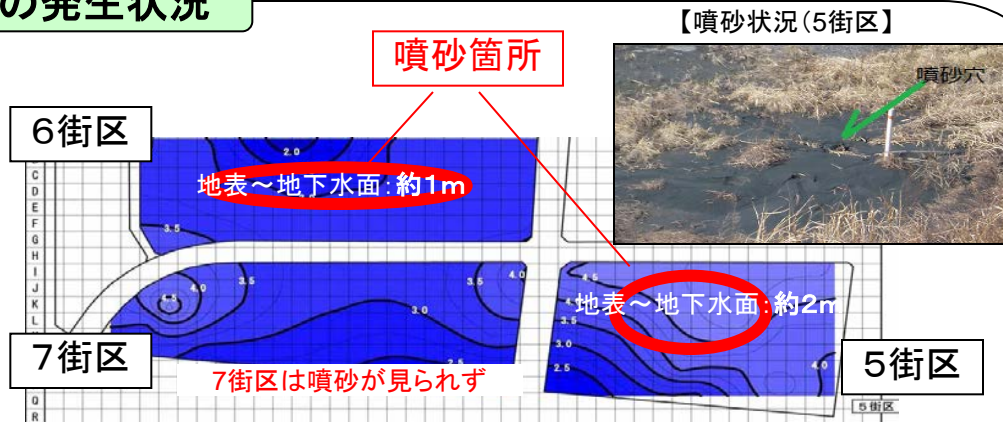 の発生状況
【噴砂状況(5街区】
噴砂箇所
噴砂穴
6街区
2.0
地表～地下水面:約1m
C
D
E
F
G
H
I
J
K
L
3.5
3.5
4.0
4.5
3.0
3.5
4.0
2.5
4.5
地表～地下水面:約2m
3.5
3.0
2.5
4.0
7街区
7街区は噴砂が見られず
5街区
5街区
Q
R